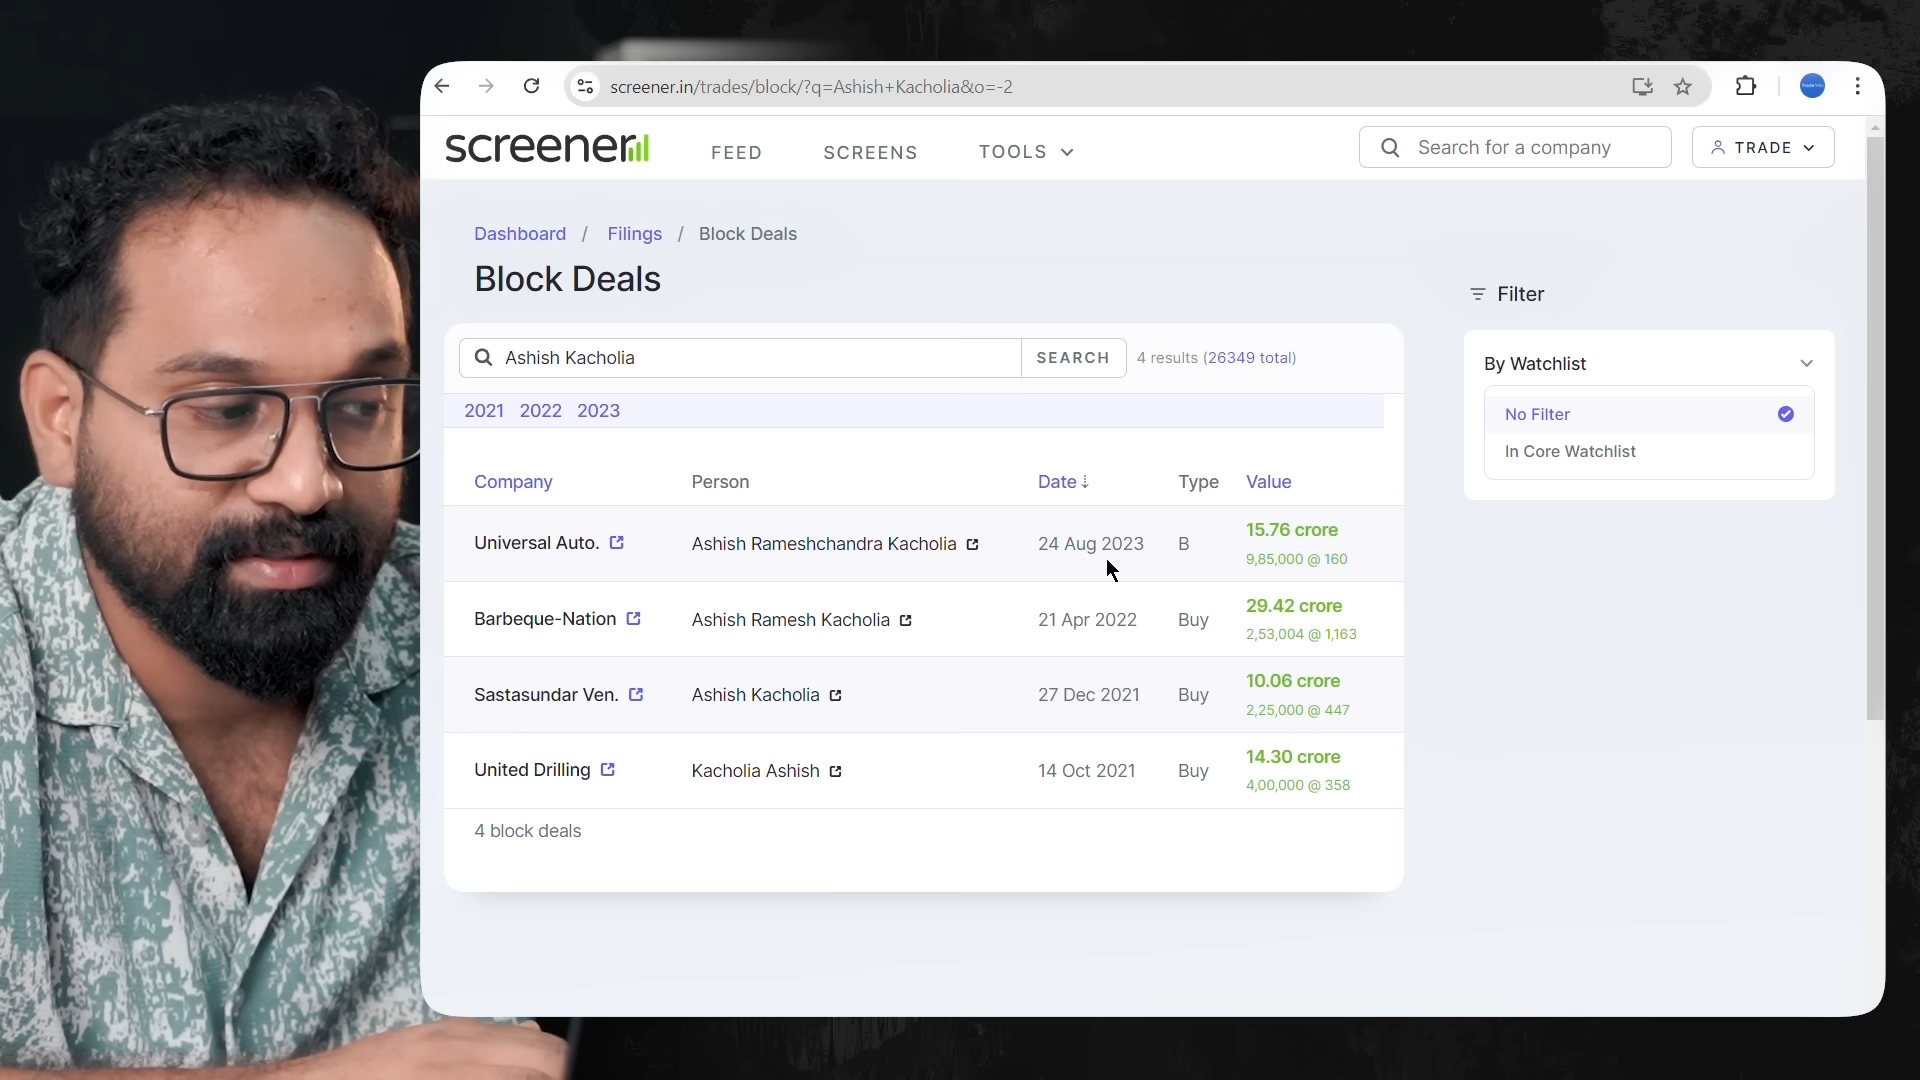 screener.in/trades/block/?q=Ashish+Kacholia&o=-2
screener
FEED
SCREENS
TOOLS
Search for a company
TRADE
Dashboard / Filings / Block Deals
Block Deals
Filter
Ashish Kacholia
SEARCH
4 results (26349 total)
By Watchlist
2021 2022 2023
No Filter
In Core Watchlist
Company Person Date Type Value
Universal Auto. Ashish Rameshchandra Kacholia 24 Aug 2023 B 15.76 crore
9,85,000 @ 160
Barbeque-Nation Ashish Ramesh Kacholia 21 Apr 2022 Buy 29.42 crore
2,53,004 @ 1,163
Sastasundar Ven. Ashish Kacholia 27 Dec 2021 Buy 10.06 crore
2,25,000 @ 447
United Drilling Kacholia Ashish 14 Oct 2021 Buy 14.30 crore
4,00,000 @ 358
4 block deals